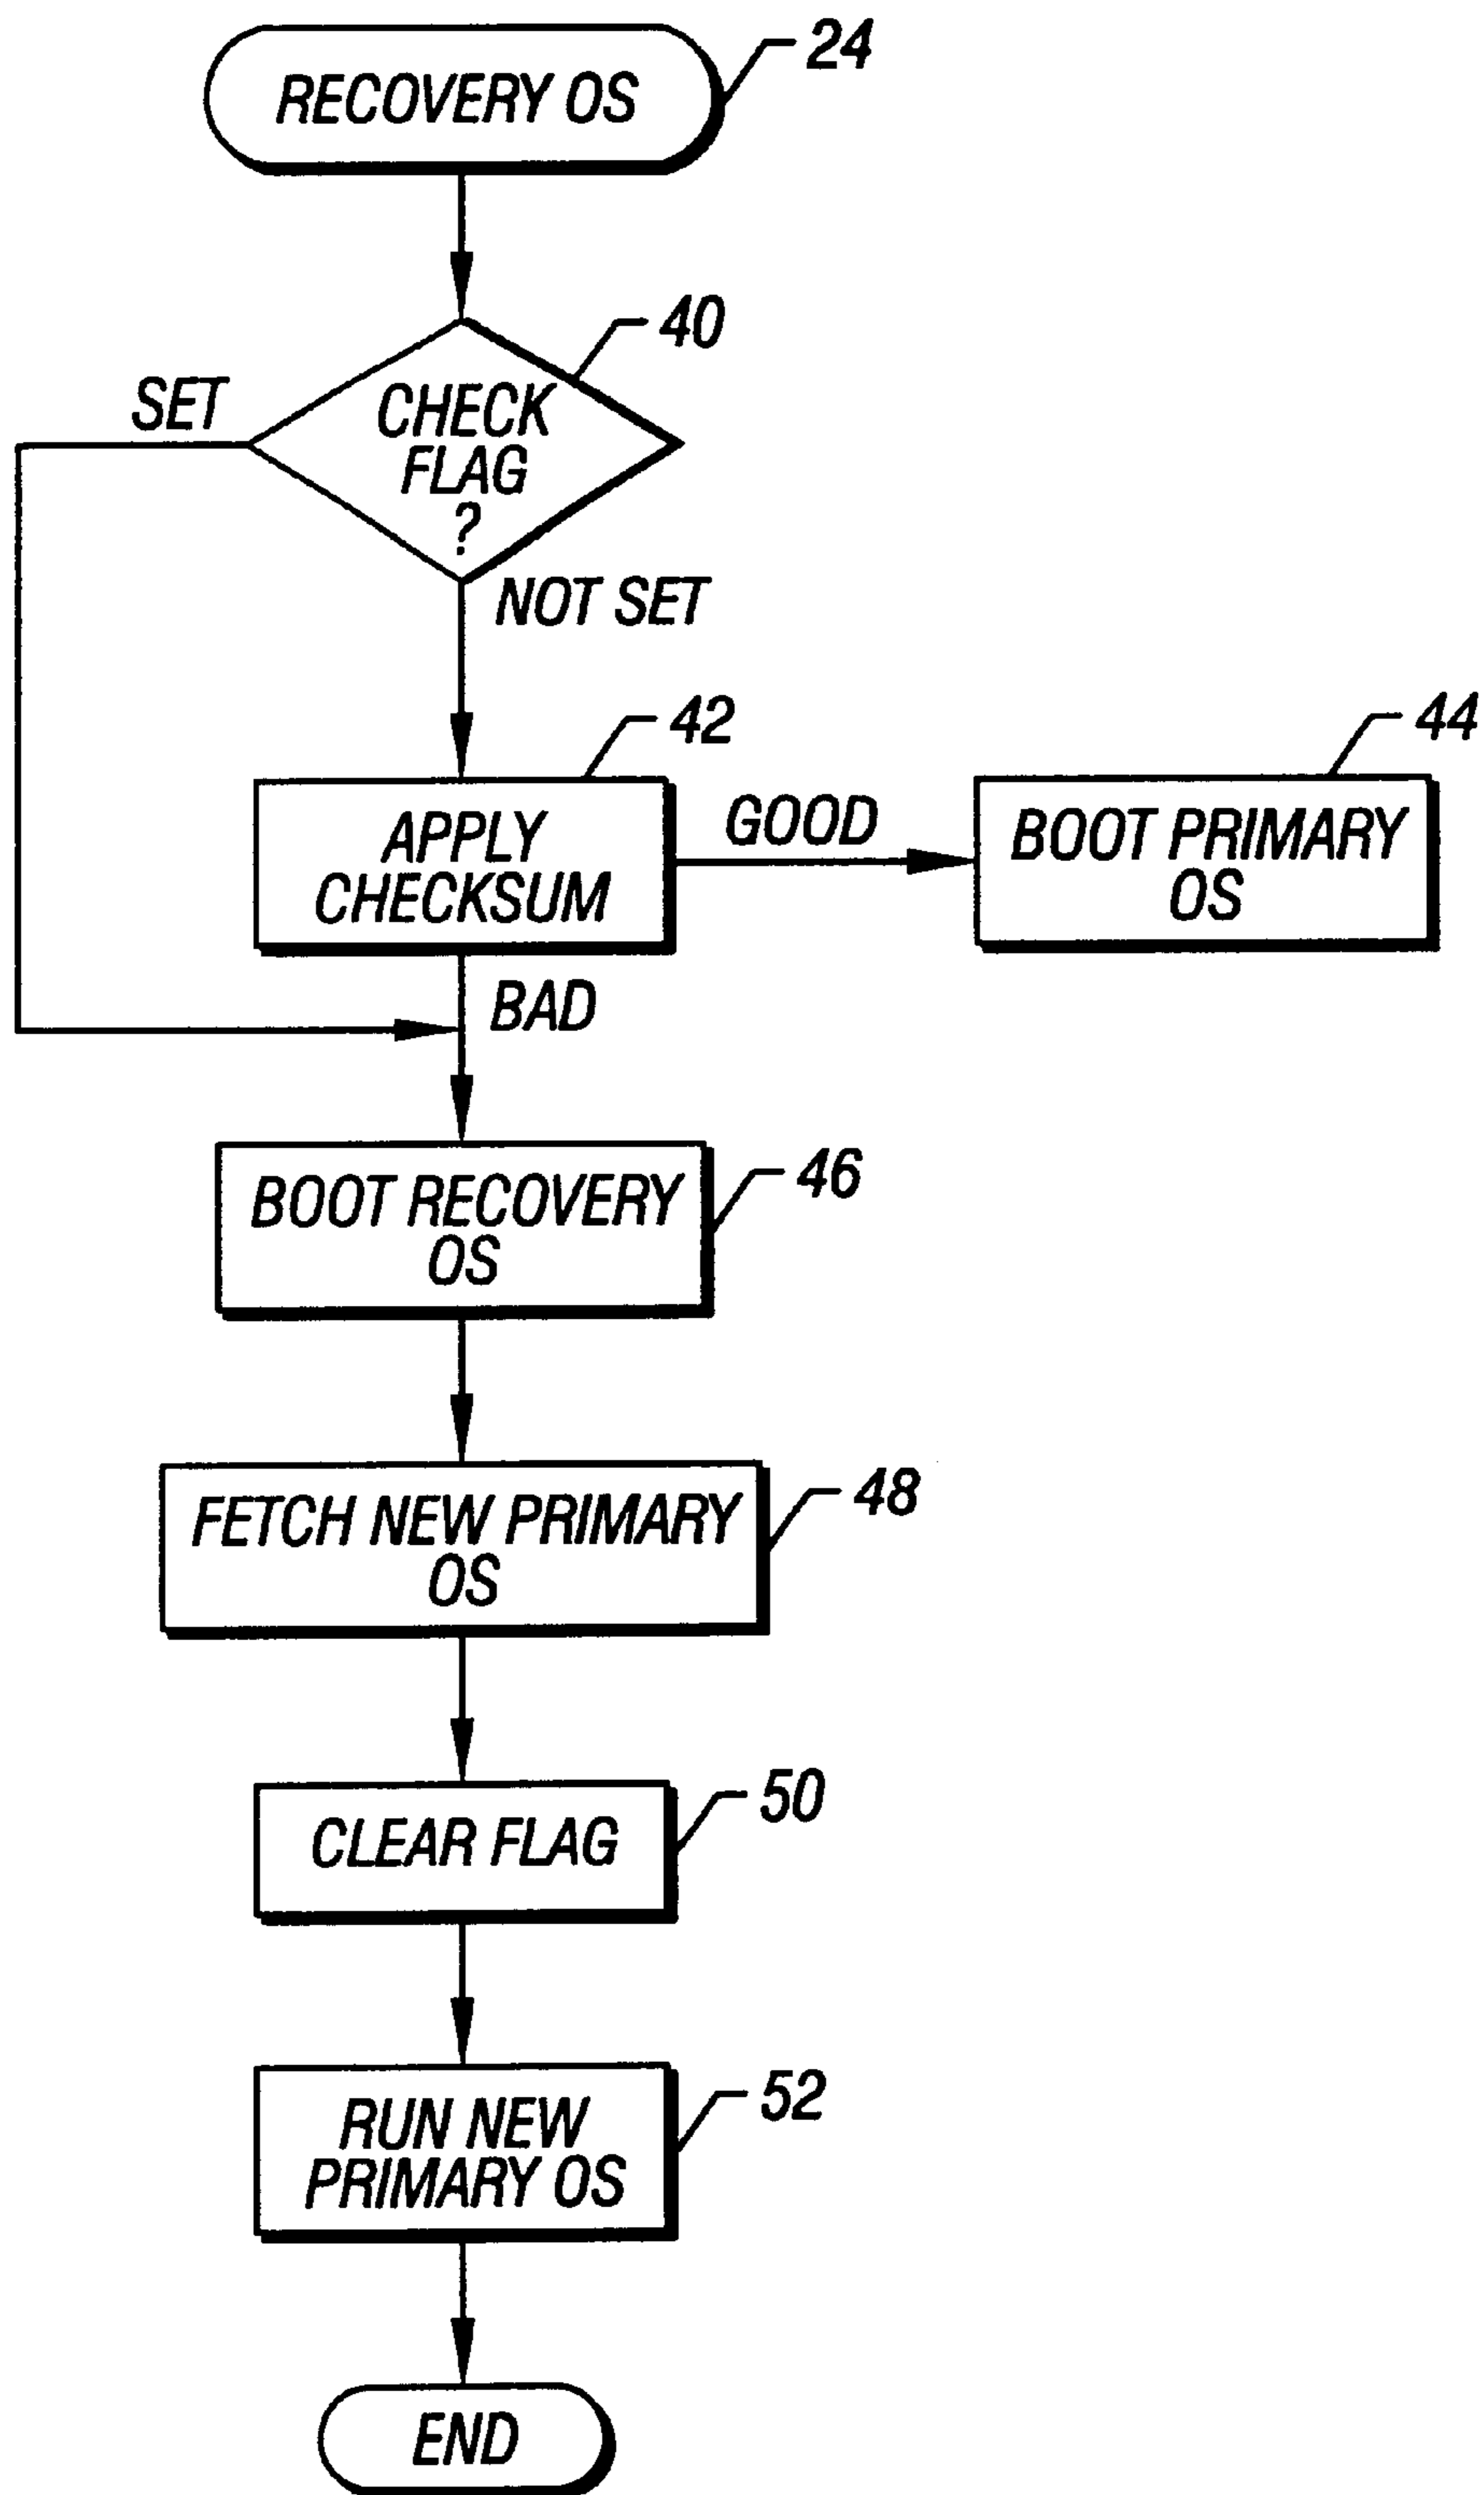 RECOVERY OS
24
40
SET
CHECK
FLAG
?
NOT SET
42
44
APPLY
CHECKSUM
GOOD
BOOT PRIMARY
OS
BAD
46
BOOT RECOVERY
OS
48
FETCH NEW PRIMARY
OS
50
CLEAR FLAG
52
RUN NEW
PRIMARY OS
END